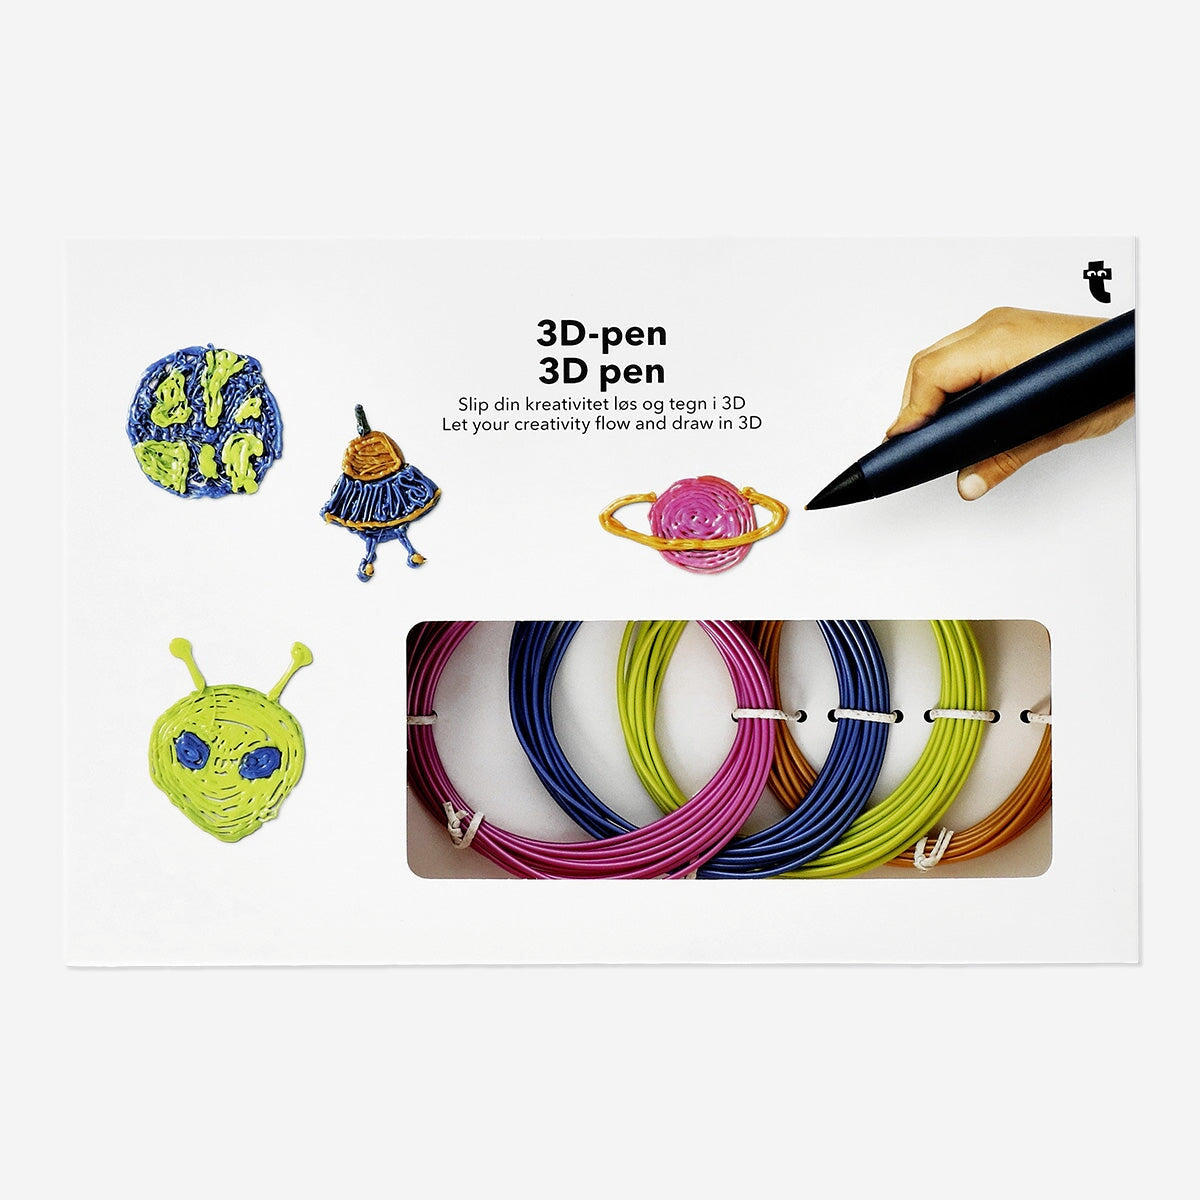 3D-pen
3D pen
Slip din kreativitet løs og tegn i 3D
Let your creativity flow and draw in 3D
t